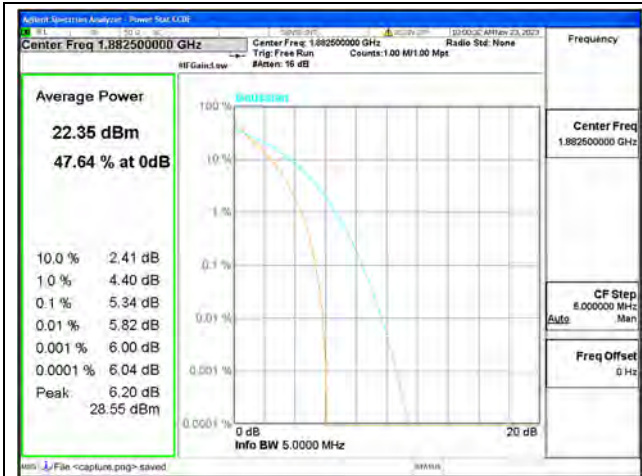 Agilent Spectrum Analyzer - Power Stat CCDF
Center Freq 1.882500000 GHz
Center Freq: 1.882500000 GHz
Radio Std: None
Trig: Free Run
Counts:1.00 M/1.00 Mpt
#IFGain:Low
#Atten: 16 dB
Frequency
Average Power
22.35 dBm
47.64 % at 0dB
10.0 % 2.41 dB
1.0 % 4.40 dB
0.1 % 5.34 dB
0.01 % 5.82 dB
0.001 % 6.00 dB
0.0001 % 6.04 dB
Peak 6.20 dB
28.55 dBm
Gaussian
100 %
10 %
1 %
0.1 %
0.01 %
0.001 %
0.0001 %
0 dB
20 dB
Info BW 5.0000 MHz
Center Freq
1.882500000 GHz
CF Step
5.000000 MHz
Auto Man
Freq Offset
0 Hz
MSG File <capture.png> saved
STATUS